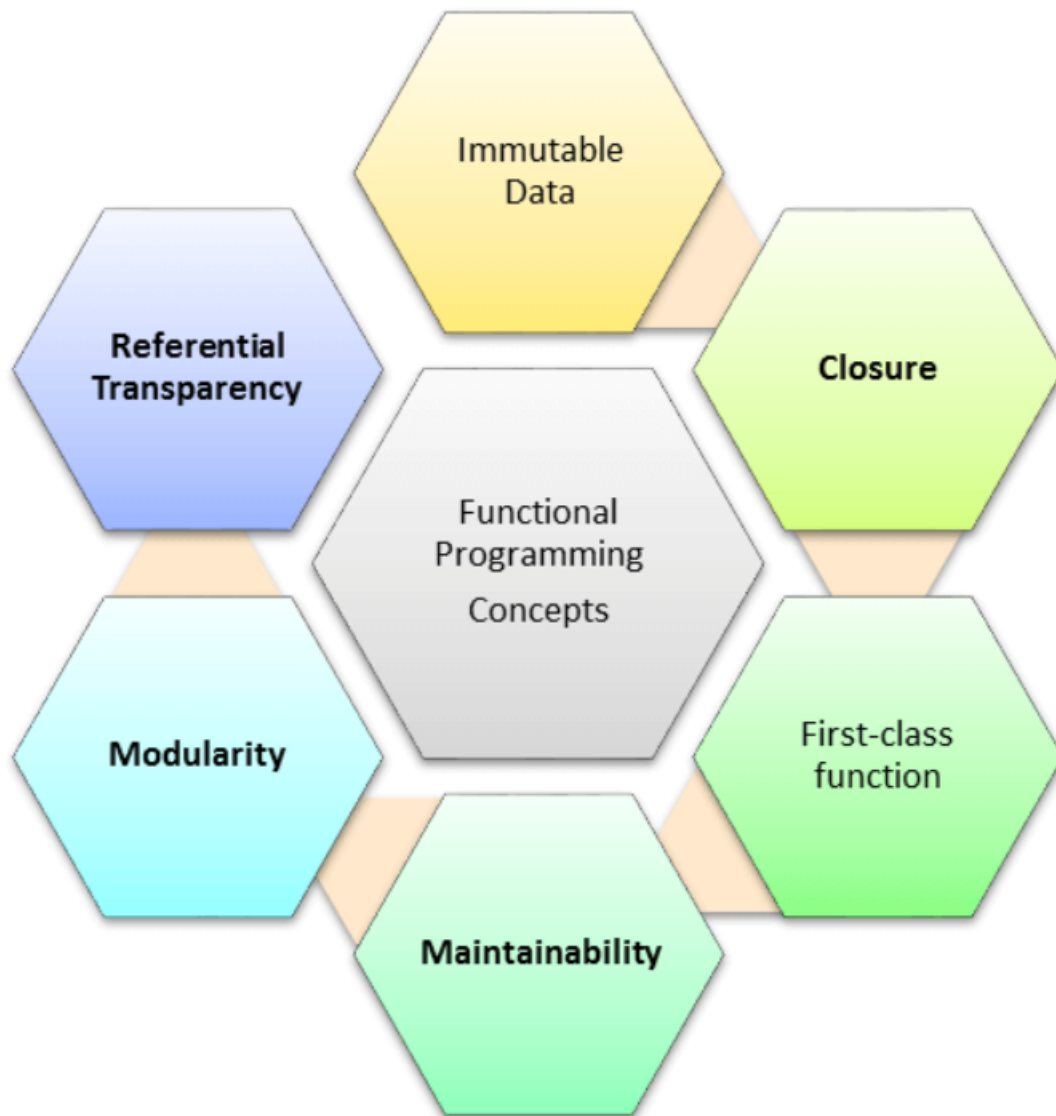 Immutable
Data
Referential
Transparency
Closure
Functional
Programming
Concepts
Modularity
First-class
function
Maintainability